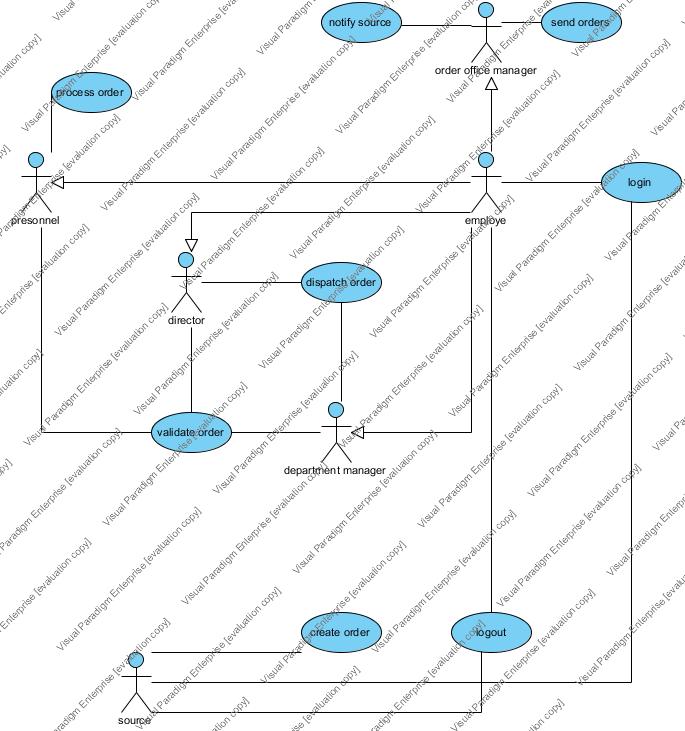 notify source
send orders
order office manager
process order
presonnel
employe
login
director
dispatch order
validate order
department manager
create order
logout
source
Visual Paradigm Enterprise [evaluation copy]